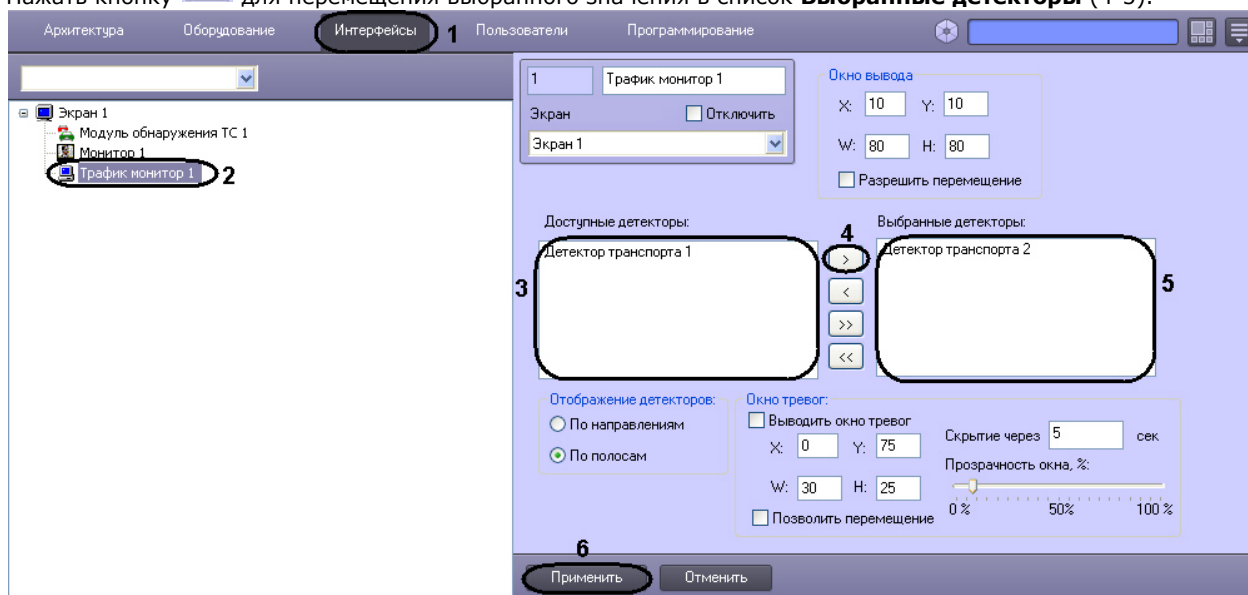 Нажать кнопку для перемещения выбранного значения в список Выбранные детекторы (4-5).
Архитектура Оборудование Интерфейсы 1 Пользователи Программирование
Экран 1
Модуль обнаружения ТС 1
Монитор 1
Трафик монитор 1 2
1 Трафик монитор 1
Экран Отключить
Экран 1
Окно вывода
X: 10 Y: 10
W: 80 H: 80
Разрешить перемещение
Доступные детекторы:
Детектор транспорта 1
3
4
>
<
>>
<<
Выбранные детекторы:
Детектор транспорта 2
5
Отображение детекторов:
По направлениям
По полосам
Окно тревог:
Выводить окно тревог
X: 0 Y: 75
W: 30 H: 25
Позволить перемещение
Скрытие через 5 сек
Прозрачность окна, %:
0 % 50% 100 %
6
Применить Отменить